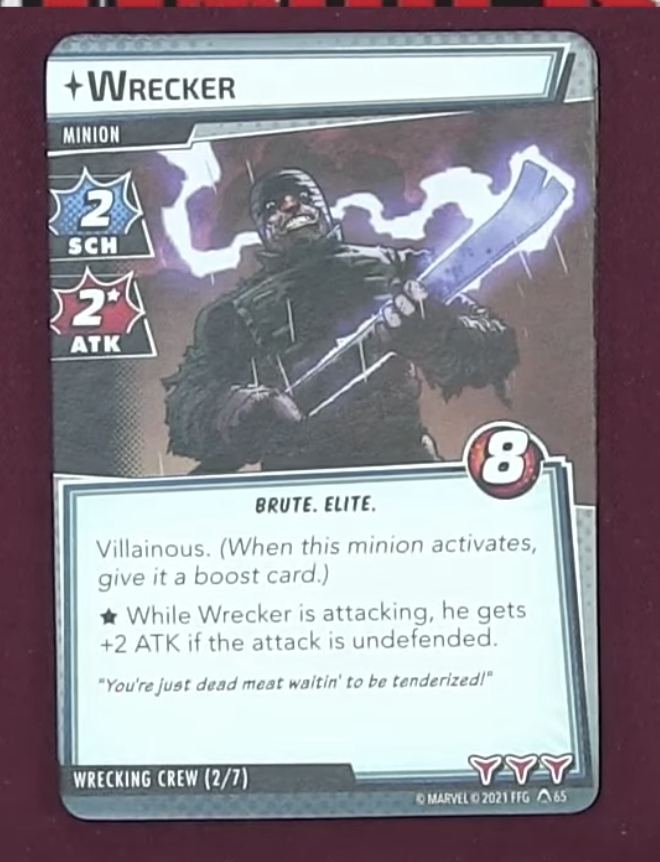 WRECKER
MINION
2
SCH
2*
ATK
8
BRUTE. ELITE.
Villainous. (When this minion activates,
give it a boost card.)
★ While Wrecker is attacking, he gets
+2 ATK if the attack is undefended.
"You're just dead meat waitin' to be tenderized!"
WRECKING CREW (2/7)
© MARVEL © 2021 FFG 65